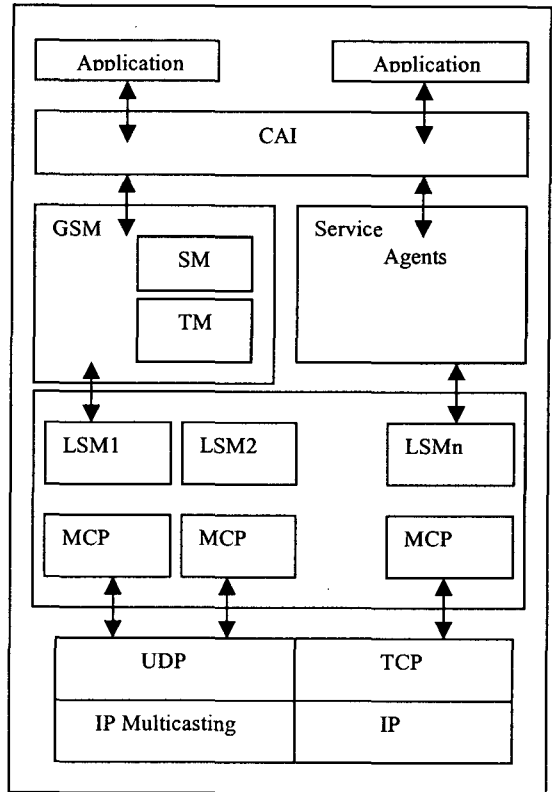 Application
Application
CAI
GSM
SM
TM
Service
Agents
LSM1
LSM2
LSMn
MCP
MCP
MCP
UDP
TCP
IP Multicasting
IP